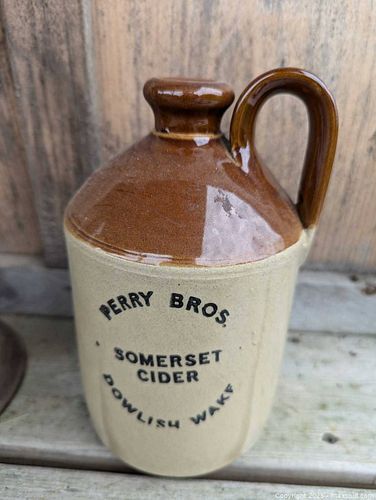 PERRY BROS.
SOMERSET
CIDER
DOWLISH WAKE